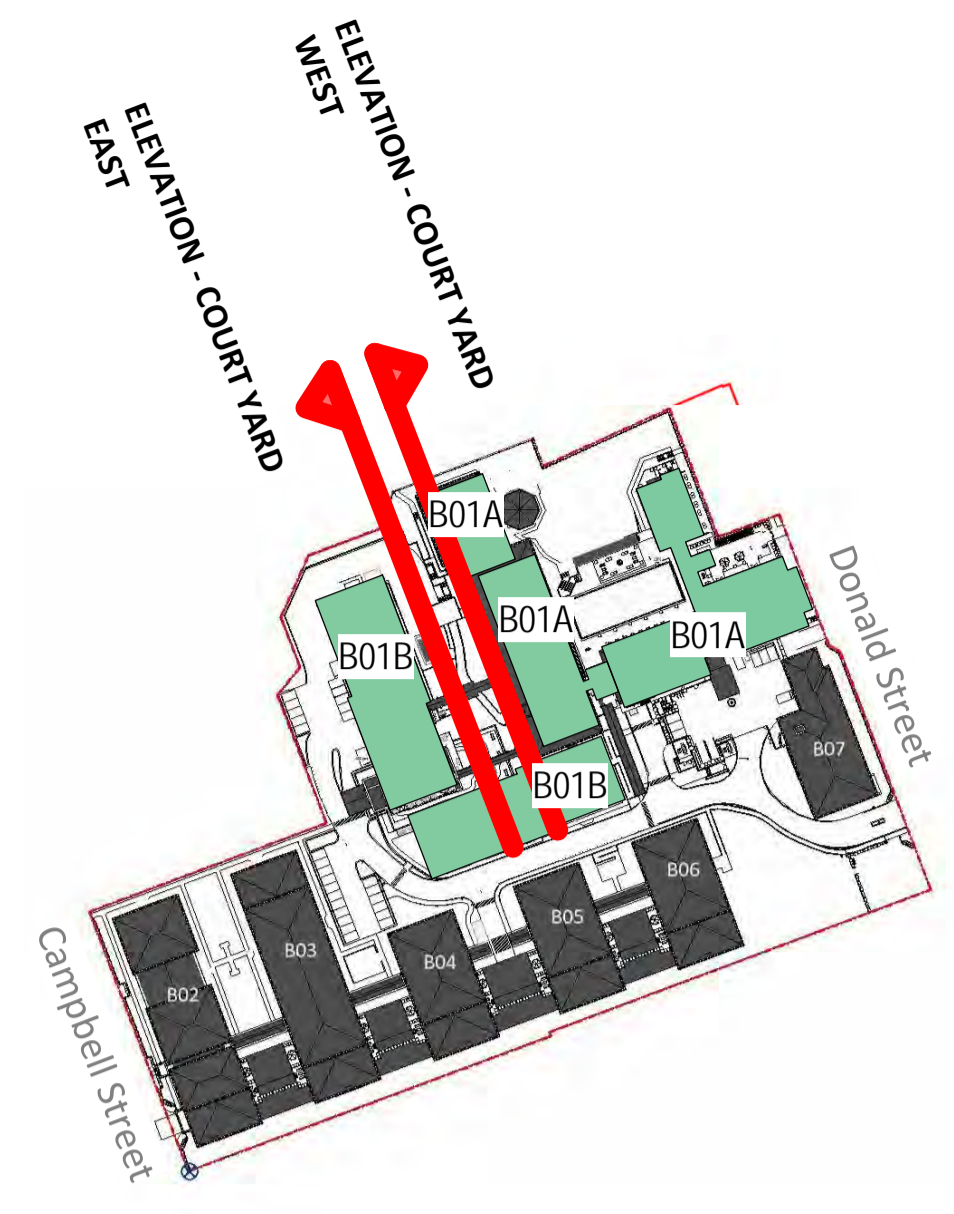 ELEVATION - COURT YARD
WEST
ELEVATION - COURT YARD
EAST
B01A
B01A
B01A
B01B
B01B
Donald Street
B07
B06
B05
B04
B03
B02
Campbell Street